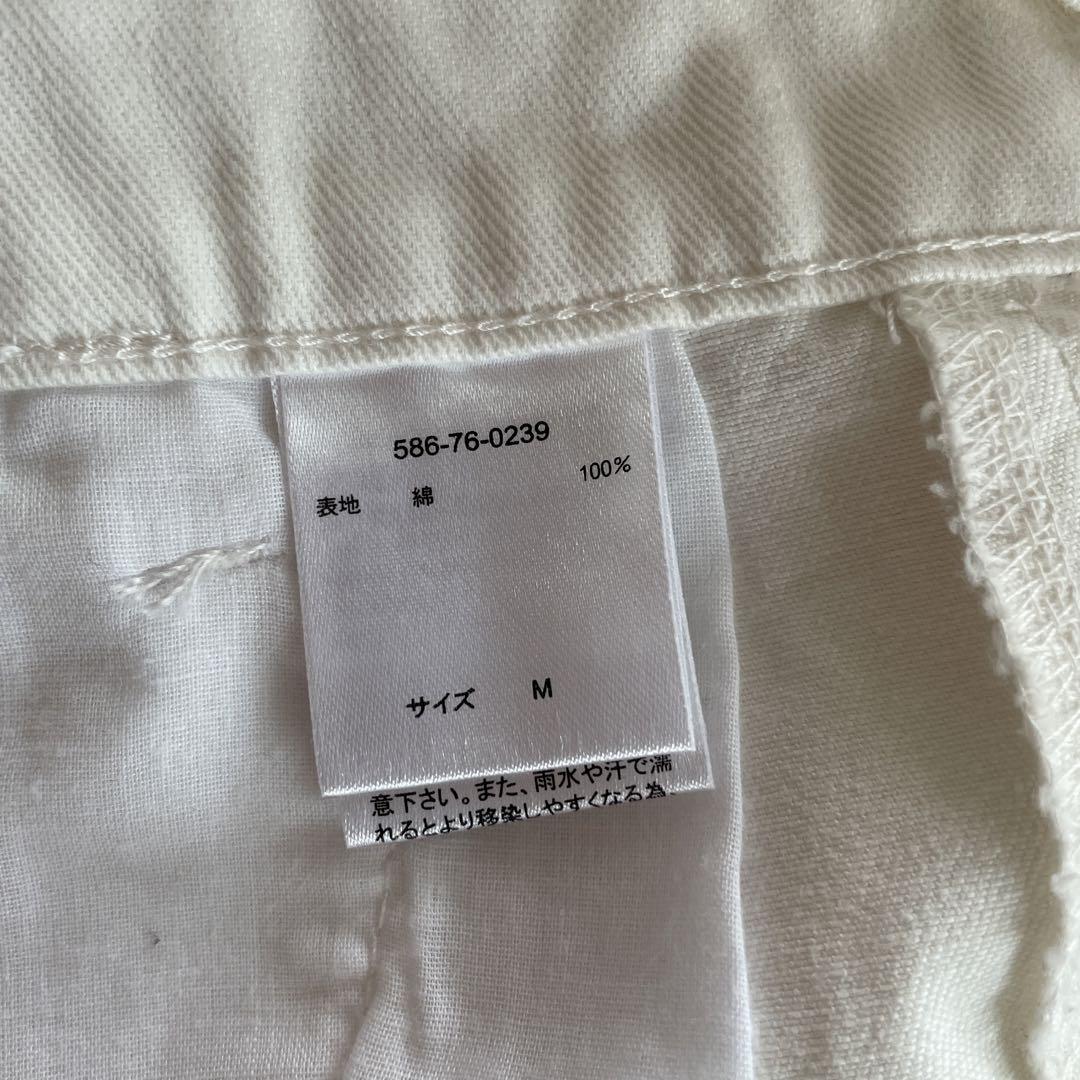 586-76-0239
表地 綿 100%
サイズ M
意下さい。また、雨水や汗で濡
れるとより移染しやすくなる為、